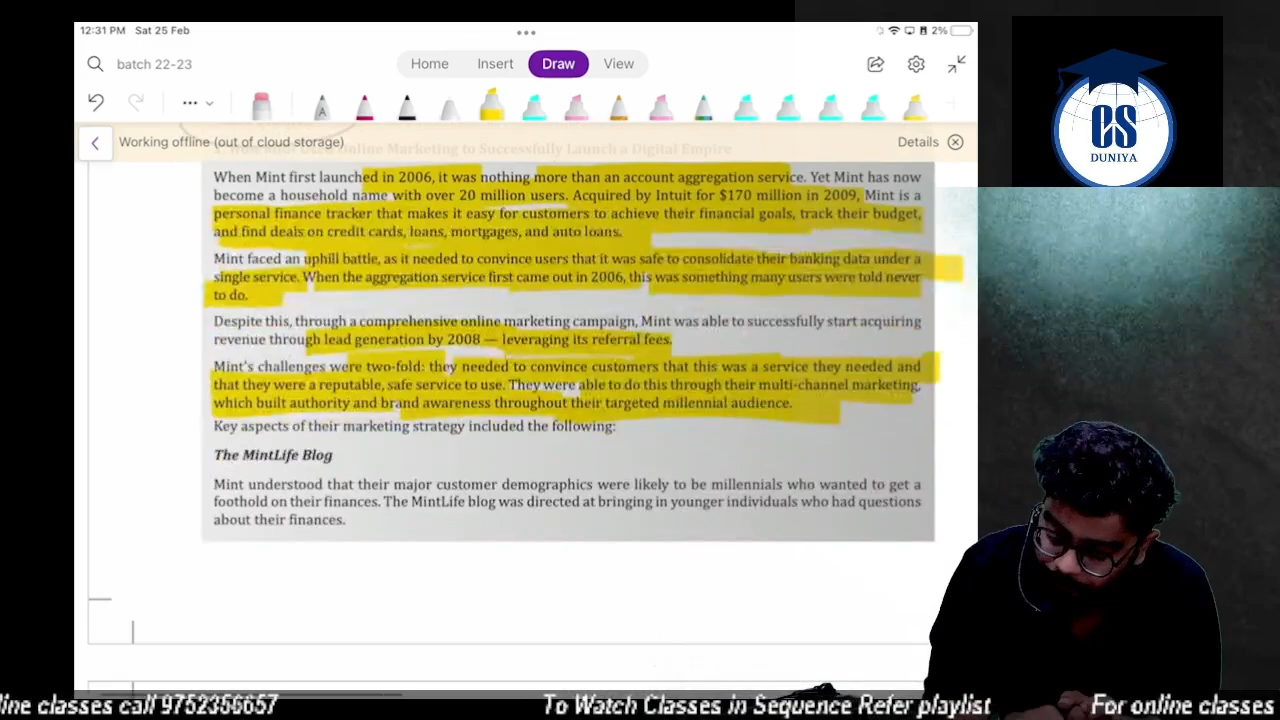 12:31 PM Sat 25 Feb
2%
batch 22-23
Home Insert Draw View
A
Working offline (out of cloud storage)
Details
Online Marketing to Successfully Launch a Digital Empire
When Mint first launched in 2006, it was nothing more than an account aggregation service. Yet Mint has now
become a household name with over 20 million users. Acquired by Intuit for $170 million in 2009, Mint is a
personal finance tracker that makes it easy for customers to achieve their financial goals, track their budget,
and find deals on credit cards, loans, mortgages, and auto loans.
Mint faced an uphill battle, as it needed to convince users that it was safe to consolidate their banking data under a
single service. When the aggregation service first came out in 2006, this was something many users were told never
to do.
Despite this, through a comprehensive online marketing campaign, Mint was able to successfully start acquiring
revenue through lead generation by 2008 — leveraging its referral fees.
Mint's challenges were two-fold: they needed to convince customers that this was a service they needed and
that they were a reputable, safe service to use. They were able to do this through their multi-channel marketing,
which built authority and brand awareness throughout their targeted millennial audience.
Key aspects of their marketing strategy included the following:
The MintLife Blog
Mint understood that their major customer demographics were likely to be millennials who wanted to get a
foothold on their finances. The MintLife blog was directed at bringing in younger individuals who had questions
about their finances.
CS
DUNIYA
line classes call 9752356657 To Watch Classes in Sequence Refer playlist For online classes